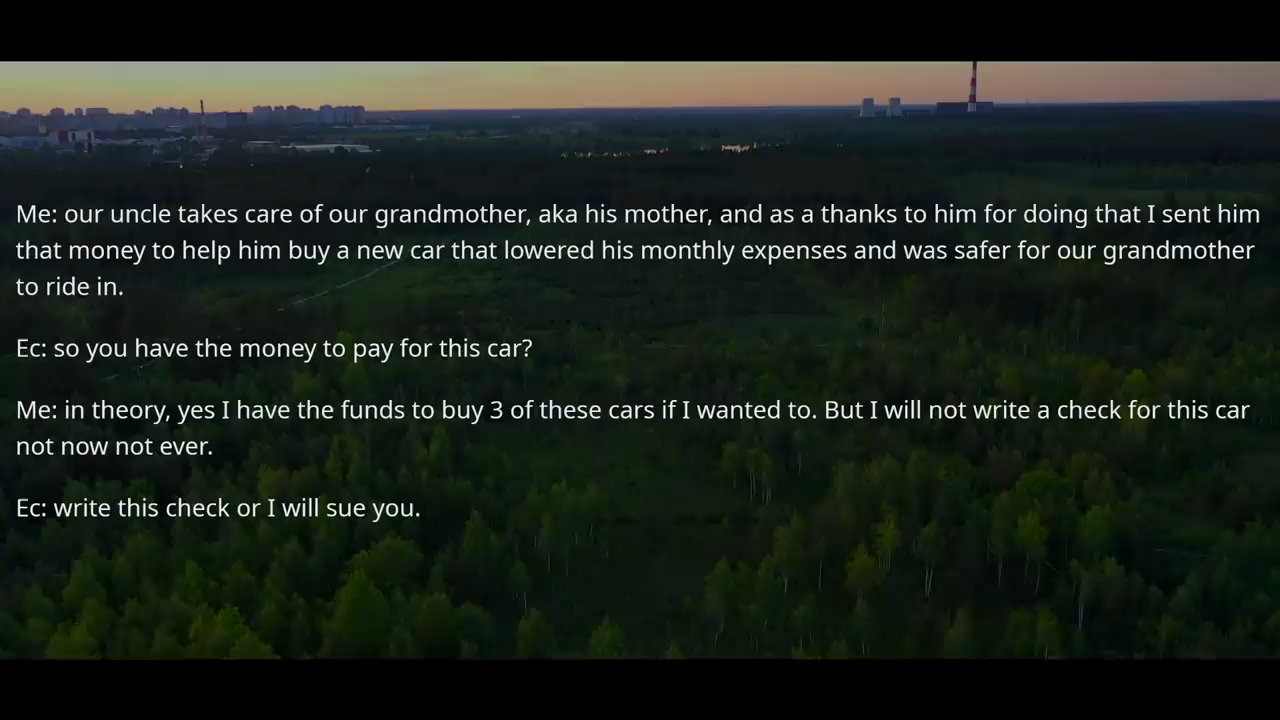 Me: our uncle takes care of our grandmother, aka his mother, and as a thanks to him for doing that I sent him
that money to help him buy a new car that lowered his monthly expenses and was safer for our grandmother
to ride in.
Ec: so you have the money to pay for this car?
Me: in theory, yes I have the funds to buy 3 of these cars if I wanted to. But I will not write a check for this car
not now not ever.
Ec: write this check or I will sue you.